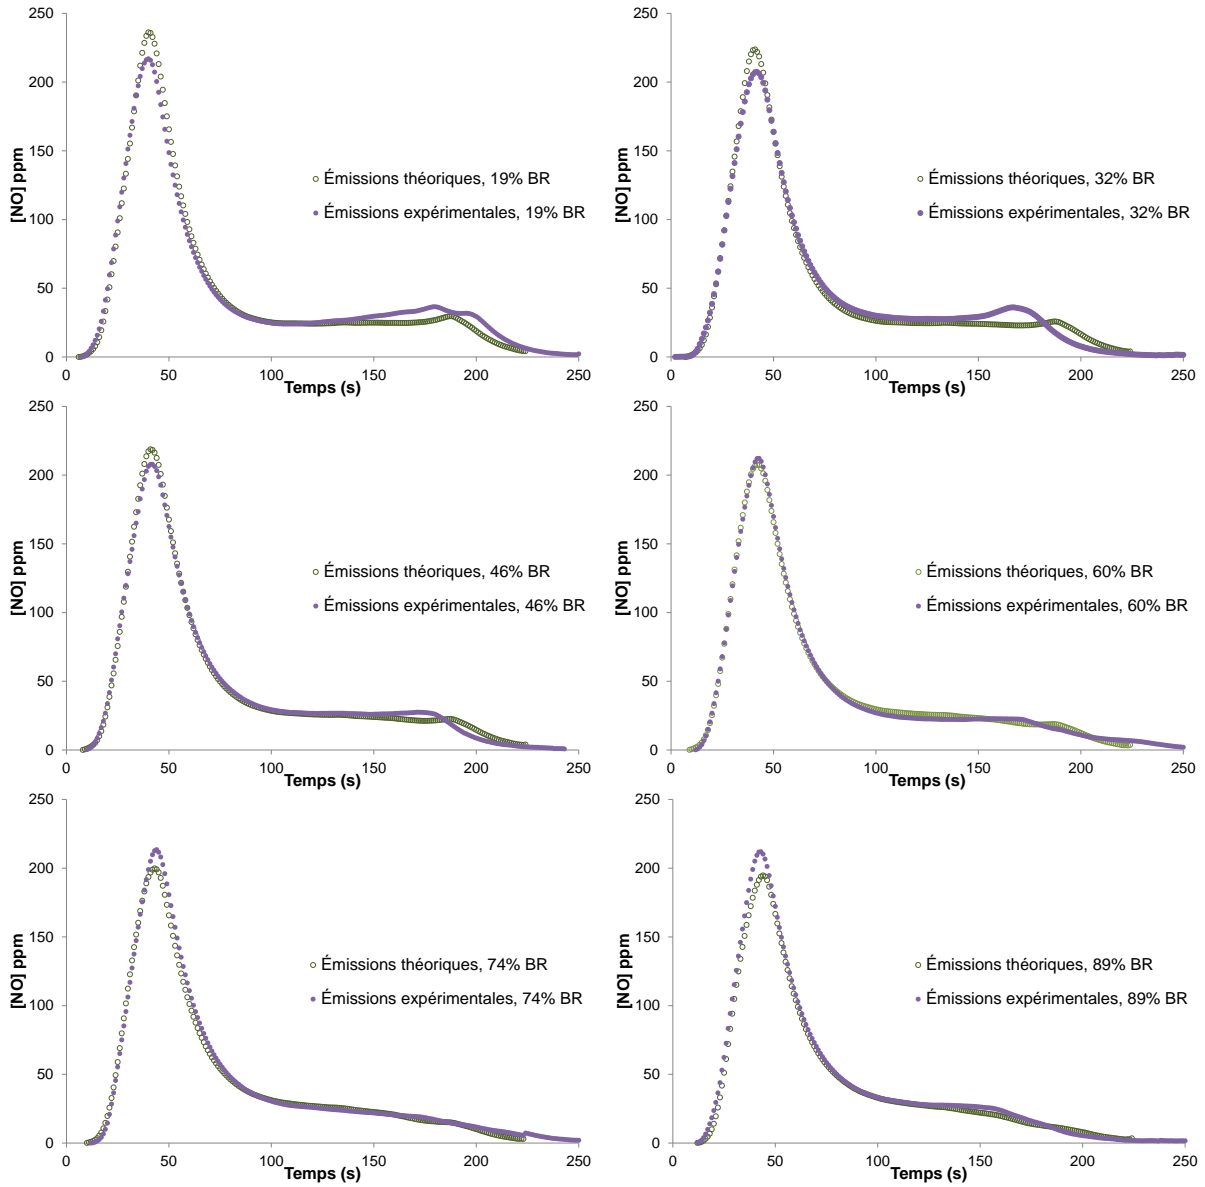 250
200
150
100
50
0
[NO] ppm
0 50 100 150 200 250
Temps (s)
Émissions théoriques, 19% BR
Émissions expérimentales, 19% BR
250
200
150
100
50
0
[NO] ppm
0 50 100 150 200 250
Temps (s)
Émissions théoriques, 32% BR
Émissions expérimentales, 32% BR
250
200
150
100
50
0
[NO] ppm
0 50 100 150 200 250
Temps (s)
Émissions théoriques, 46% BR
Émissions expérimentales, 46% BR
250
200
150
100
50
0
[NO] ppm
0 50 100 150 200 250
Temps (s)
Émissions théoriques, 60% BR
Émissions expérimentales, 60% BR
250
200
150
100
50
0
[NO] ppm
0 50 100 150 200 250
Temps (s)
Émissions théoriques, 74% BR
Émissions expérimentales, 74% BR
250
200
150
100
50
0
[NO] ppm
0 50 100 150 200 250
Temps (s)
Émissions théoriques, 89% BR
Émissions expérimentales, 89% BR